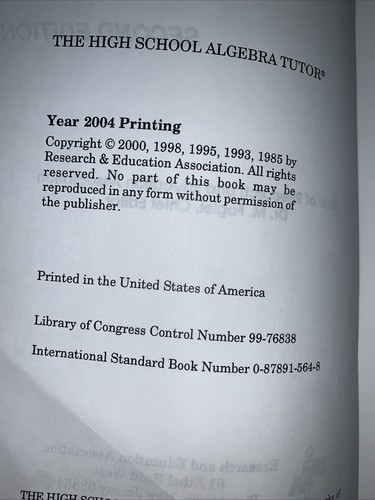 THE HIGH SCHOOL ALGEBRA TUTOR®
Year 2004 Printing
Copyright © 2000, 1998, 1995, 1993, 1985 by
Research & Education Association. All rights
reserved. No part of this book may be
reproduced in any form without permission of
the publisher.
Printed in the United States of America
Library of Congress Control Number 99-76838
International Standard Book Number 0-87891-564-8
THE HIGH